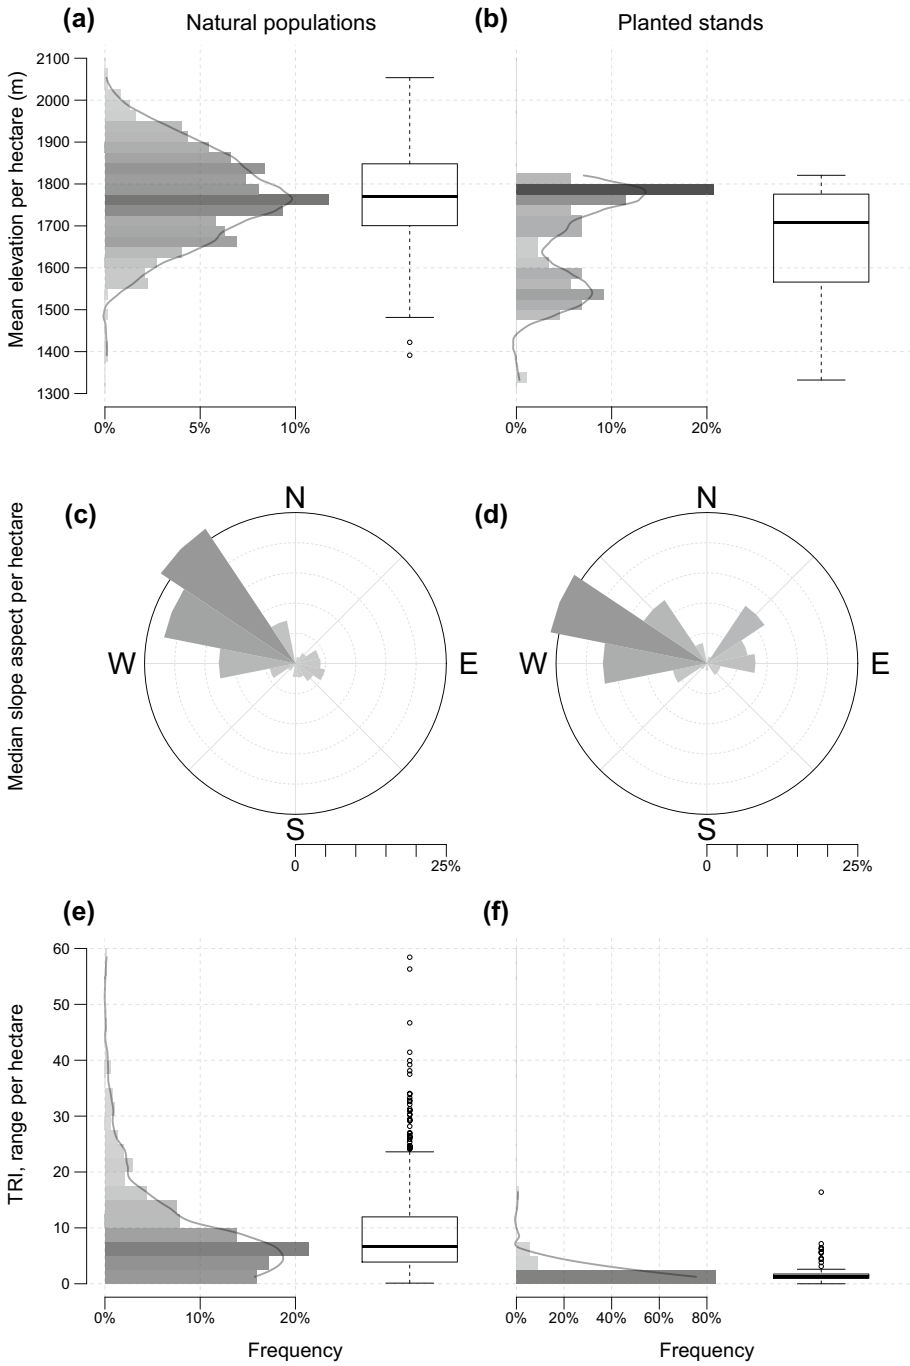 (a) Natural populations (b) Planted stands
Mean elevation per hectare (m)
2100
2000
1900
1800
1700
1600
1500
1400
1300
0% 5% 10% 0% 10% 20%
Median slope aspect per hectare
(c) N (d) N
W E W E
S S
0 25% 0 25%
(e) (f)
TRI, range per hectare
60
50
40
30
20
10
0
0% 10% 20% 0% 20% 40% 60% 80%
Frequency Frequency